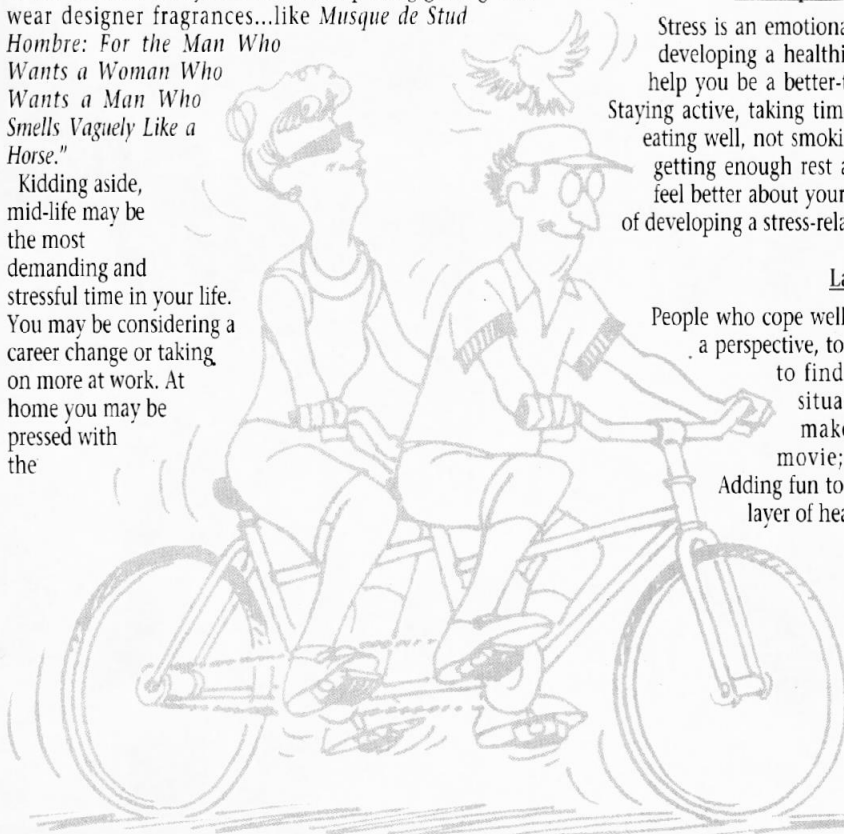 wear designer fragrances...like Musque de Stud
Hombre: For the Man Who
Wants a Woman Who
Wants a Man Who
Smells Vaguely Like a
Horse."
Kidding aside,
mid-life may be
the most
demanding and
stressful time in your life.
You may be considering a
career change or taking
on more at work. At
home you may be
pressed with
the
Stress is an emotiona
developing a healthi
help you be a better-t
Staying active, taking tim
eating well, not smoki
getting enough rest a
feel better about your
of developing a stress-rela
La
People who cope well
a perspective, to
to find
situa
make
movie;
Adding fun to
layer of hea